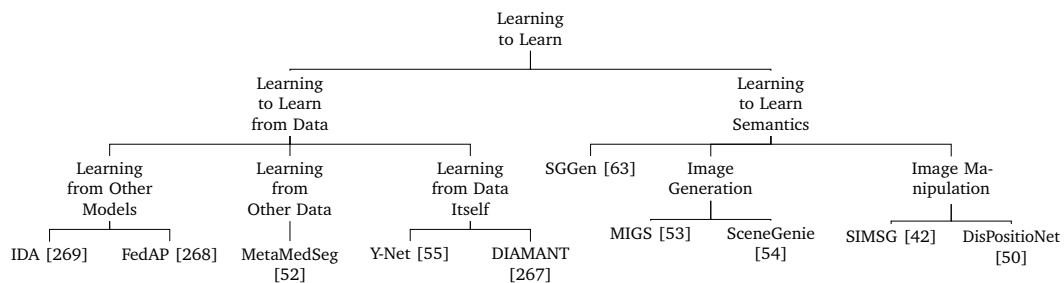 Learning
to Learn
Learning
to Learn
from Data
Learning
to Learn
Semantics
Learning
from Other
Models
Learning
from
Other Data
Learning
from Data
Itself
SGGen [63]
Image
Generation
Image Ma-
nipulation
IDA [269]
FedAP [268]
MetaMedSeg
[52]
Y-Net [55]
DIAMANT
[267]
MIGS [53]
SceneGenie
[54]
SIMSG [42]
DisPositioNet
[50]